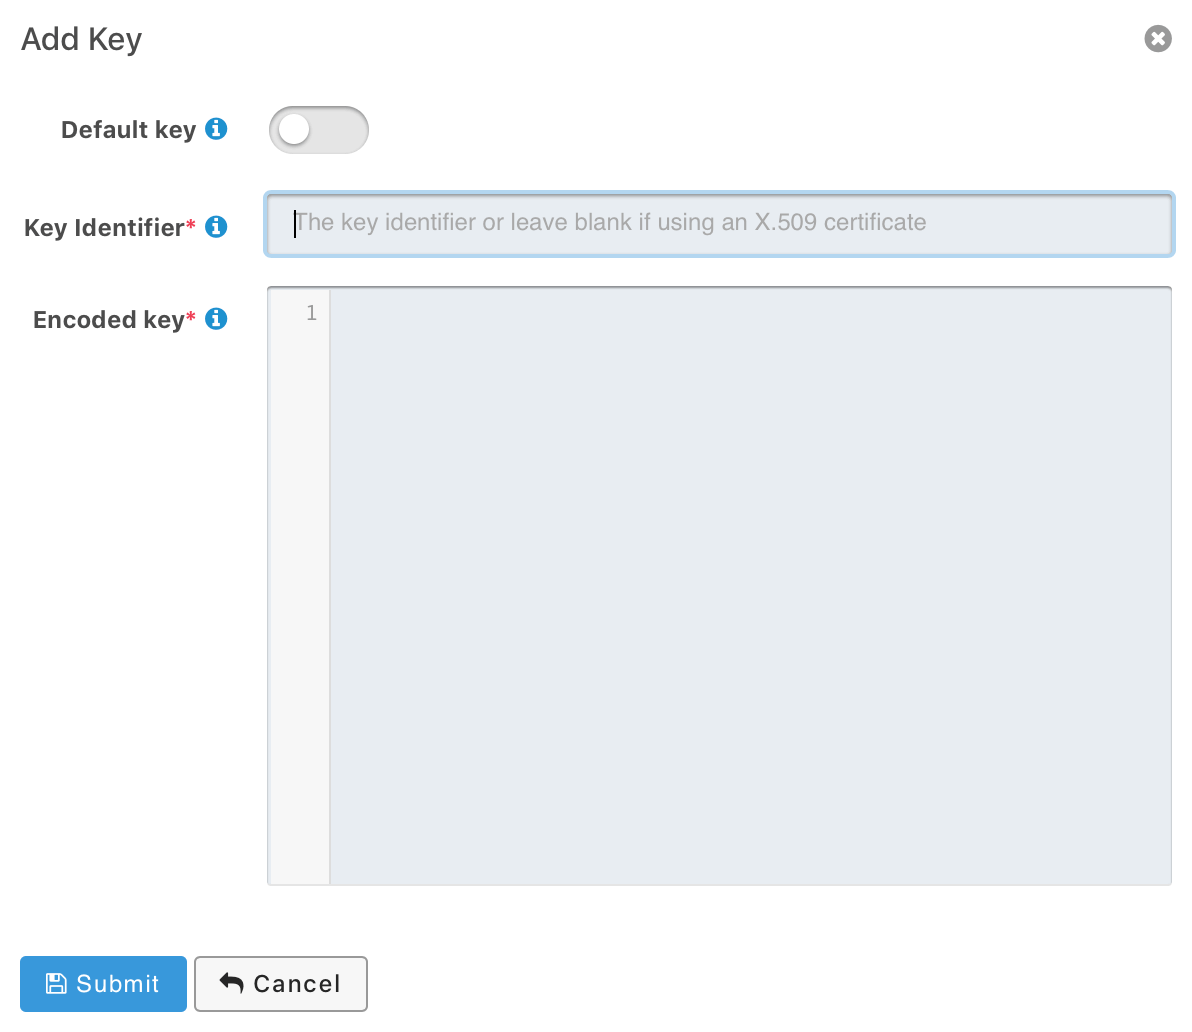 Add Key
Default key
Key Identifier*
The key identifier or leave blank if using an X.509 certificate
Encoded key*
1
Submit
Cancel